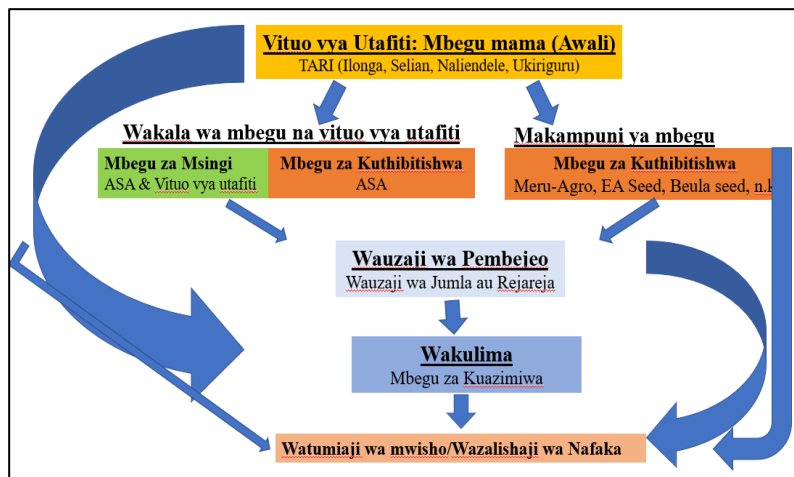 Vituo vya Utafiti: Mbegu mama (Awali)
TARI (Ilonga, Selian, Naliendele, Ukiriguru)
Wakala wa mbegu na vituo vya utafiti
Mbegu za Msingi
ASA & Vituo vya utafiti
Mbegu za Kuthibitishwa
ASA
Makampuni ya mbegu
Mbegu za Kuthibitishwa
Meru-Agro, EA Seed, Beula seed, n.k
Wauzaji wa Pembejeo
Wauzaji wa Jumla au Rejareja
Wakulima
Mbegu za Kuazimiwa
Watumiaji wa mwisho/Wazalishaji wa Nafaka